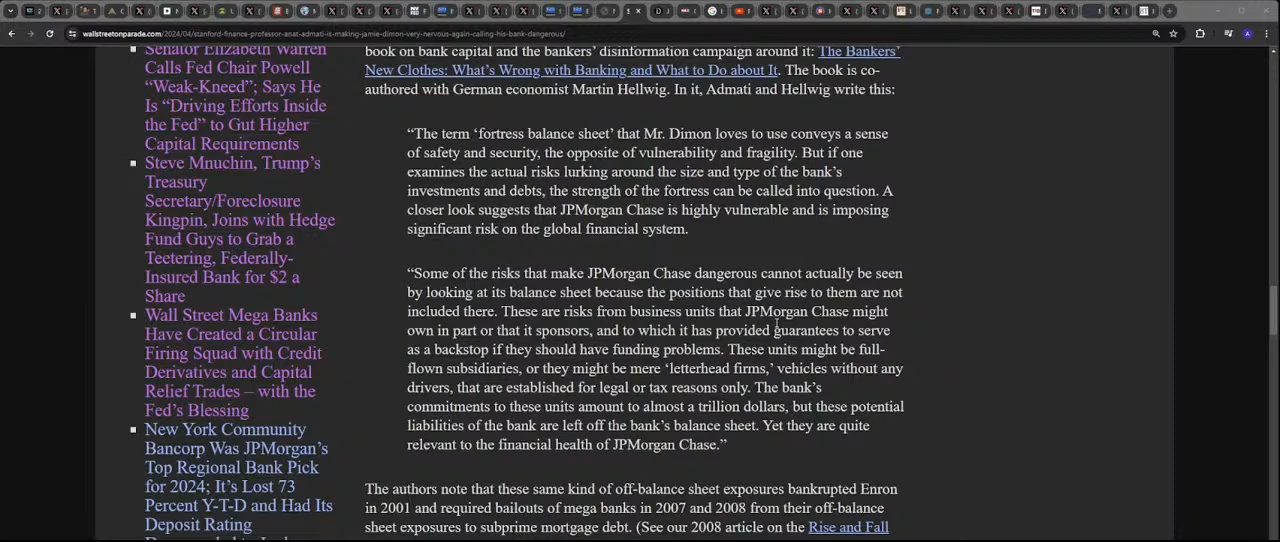 wallstreetonparade.com/2024/04/stanford-finance-professor-anat-admati-is-making-jamie-dimon-very-nervous-again-calling-his-bank-dangerous/
Senator Elizabeth Warren
Calls Fed Chair Powell
“Weak-Kneed”; Says He
Is “Driving Efforts Inside
the Fed” to Gut Higher
Capital Requirements
Steve Mnuchin, Trump’s
Treasury
Secretary/Foreclosure
Kingpin, Joins with Hedge
Fund Guys to Grab a
Teetering, Federally-
Insured Bank for $2 a
Share
Wall Street Mega Banks
Have Created a Circular
Firing Squad with Credit
Derivatives and Capital
Relief Trades – with the
Fed’s Blessing
New York Community
Bancorp Was JPMorgan’s
Top Regional Bank Pick
for 2024; It’s Lost 73
Percent Y-T-D and Had Its
Deposit Rating
book on bank capital and the bankers’ disinformation campaign around it: The Bankers’
New Clothes: What’s Wrong with Banking and What to Do about It. The book is co-
authored with German economist Martin Hellwig. In it, Admati and Hellwig write this:
“The term ‘fortress balance sheet’ that Mr. Dimon loves to use conveys a sense
of safety and security, the opposite of vulnerability and fragility. But if one
examines the actual risks lurking around the size and type of the bank’s
investments and debts, the strength of the fortress can be called into question. A
closer look suggests that JPMorgan Chase is highly vulnerable and is imposing
significant risk on the global financial system.
“Some of the risks that make JPMorgan Chase dangerous cannot actually be seen
by looking at its balance sheet because the positions that give rise to them are not
included there. These are risks from business units that JPMorgan Chase might
own in part or that it sponsors, and to which it has provided guarantees to serve
as a backstop if they should have funding problems. These units might be full-
flown subsidiaries, or they might be mere ‘letterhead firms,’ vehicles without any
drivers, that are established for legal or tax reasons only. The bank’s
commitments to these units amount to almost a trillion dollars, but these potential
liabilities of the bank are left off the bank’s balance sheet. Yet they are quite
relevant to the financial health of JPMorgan Chase.”
The authors note that these same kind of off-balance sheet exposures bankrupted Enron
in 2001 and required bailouts of mega banks in 2007 and 2008 from their off-balance
sheet exposures to subprime mortgage debt. (See our 2008 article on the Rise and Fall